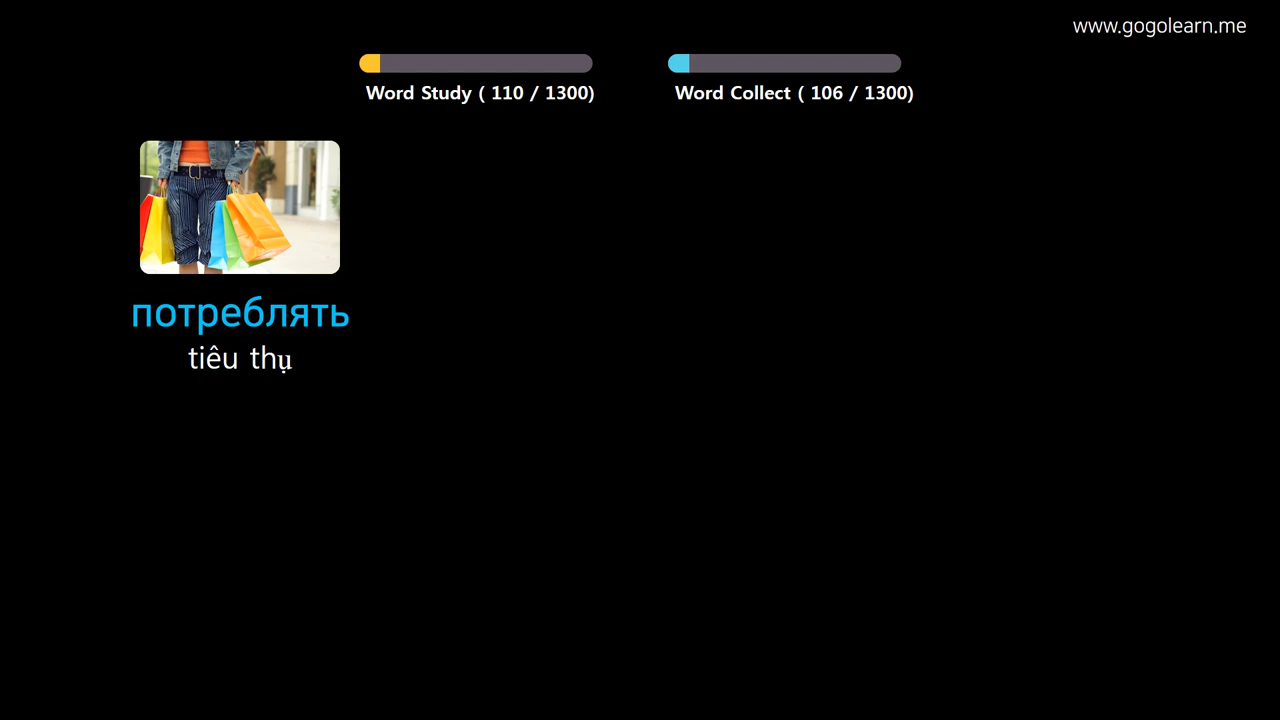 www.gogolearn.me
Word Study ( 110 / 1300)
Word Collect ( 106 / 1300)
потреблять
tiêu thụ